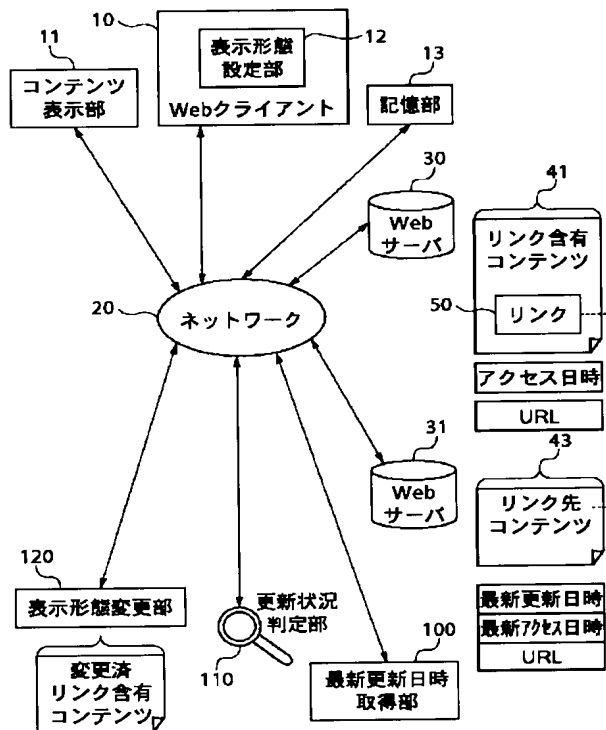 10
11
12
表示形態
設定部
13
コンテンツ
表示部
Webクライアント
記憶部
30
41
Web
サーバ
リンク含有
コンテンツ
20
ネットワーク
50
リンク
アクセス日時
URL
31
43
Web
サーバ
リンク先
コンテンツ
120
表示形態変更部
更新状況
判定部
110
100
最新更新日時
最新アクセス日時
URL
変更済
リンク含有
コンテンツ
最新更新日時
取得部